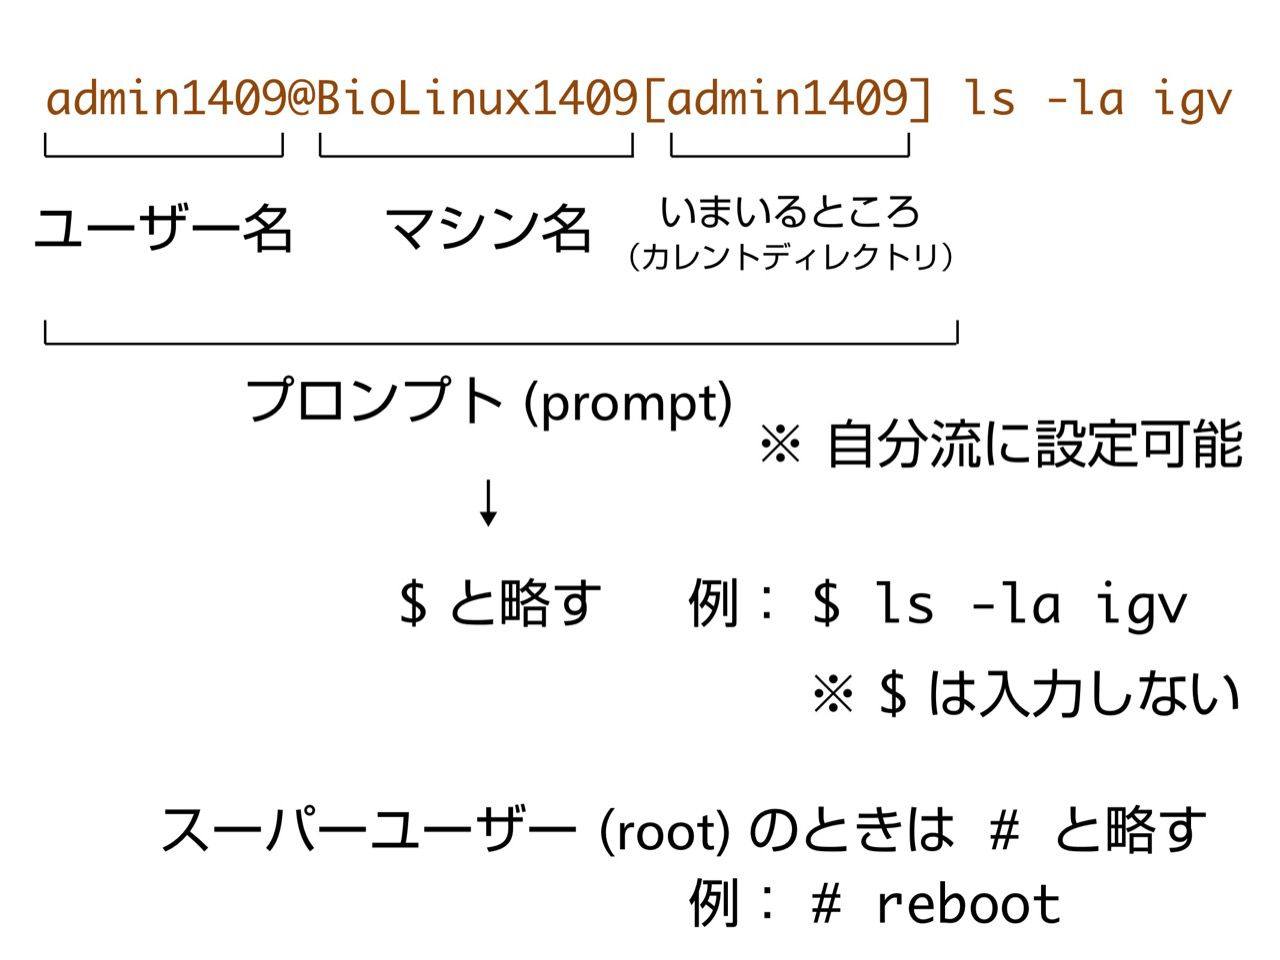 admin1409@BioLinux1409[admin1409] ls -la igv
ユーザー名 マシン名 いまいるところ
（カレントディレクトリ）
プロンプト (prompt)
※ 自分流に設定可能
↓
$ と略す 例： $ ls -la igv
※ $ は入力しない
スーパーユーザー (root) のときは # と略す
例： # reboot